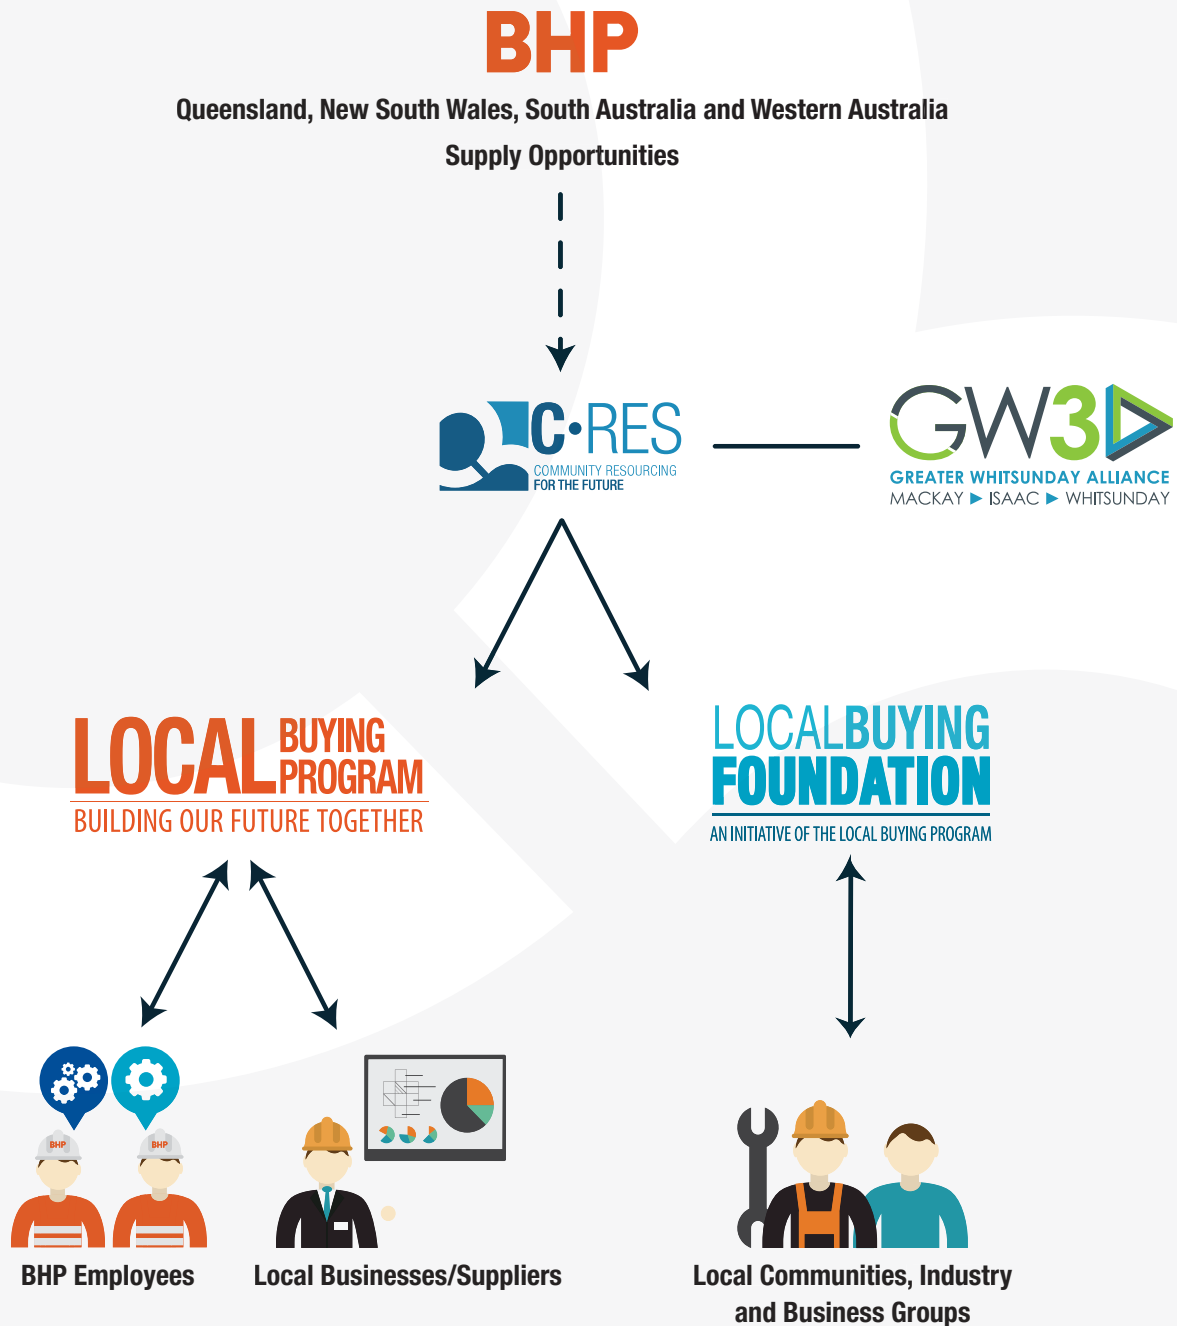 BHP
Queensland, New South Wales, South Australia and Western Australia
Supply Opportunities
C•RES
COMMUNITY RESOURCING
FOR THE FUTURE
GW3
GREATER WHITSUNDAY ALLIANCE
MACKAY ▶ ISAAC ▶ WHITSUNDAY
LOCAL BUYING
PROGRAM
BUILDING OUR FUTURE TOGETHER
LOCALBUYING
FOUNDATION
AN INITIATIVE OF THE LOCAL BUYING PROGRAM
BHP
BHP
BHP Employees
Local Businesses/Suppliers
Local Communities, Industry
and Business Groups